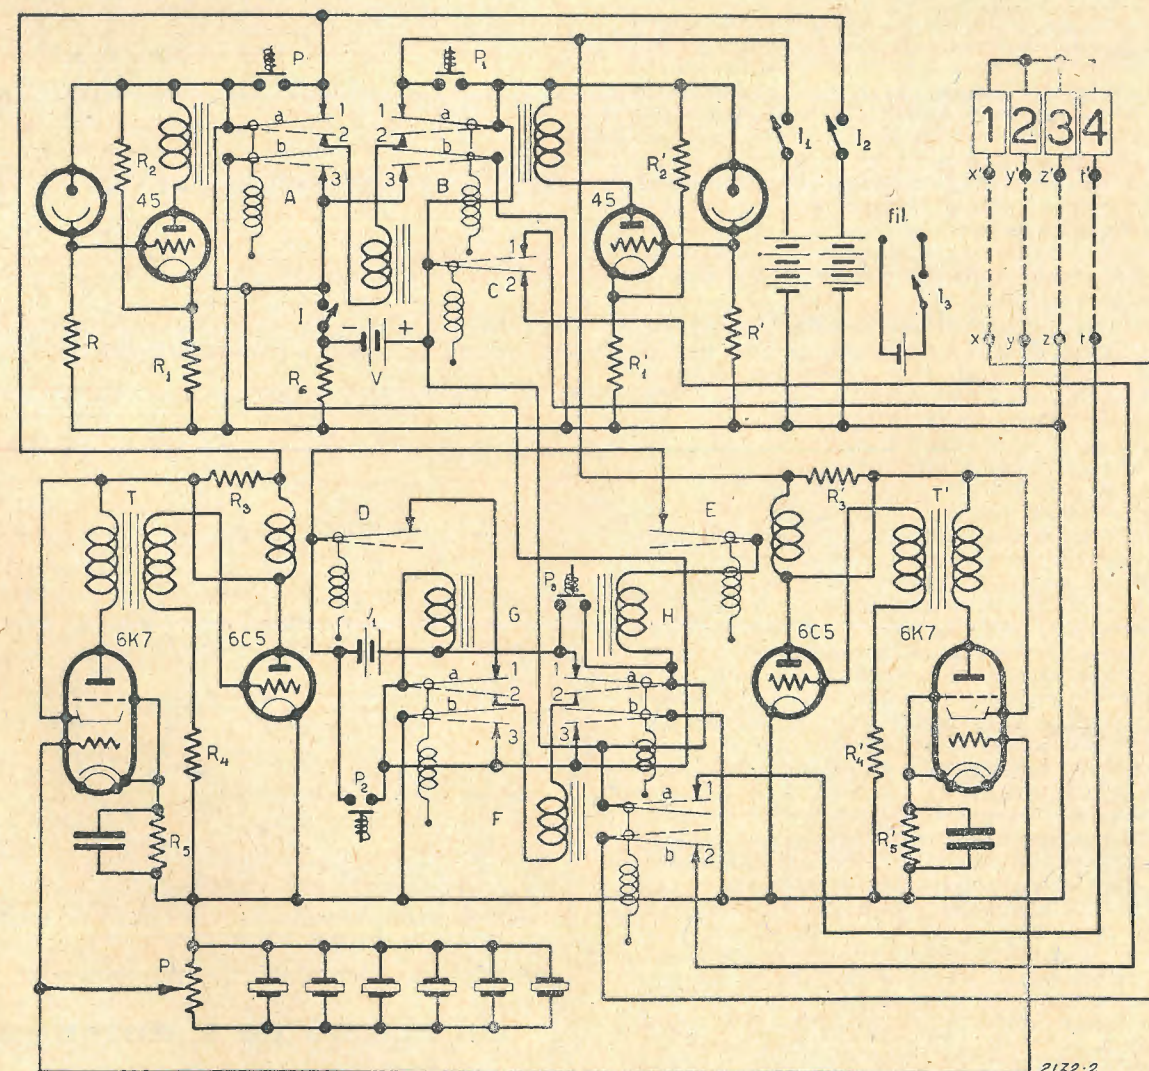 P
P₁
1
2
3
4
a
1
1
a
I₁
I₂
R₂
b
2
2
b
R'₂
45
A
3
3
B
45
x'
y'
z'
t'
fil.
C
1
2
I₃
I
−
+
R
R₁
R₆
V
R'₁
R'
x
y
z
t
T
R₃
D
E
R'₃
T'
P₃
G
H
6K7
6C5
6C5
6K7
1
1
a
a
2
2
b
b
3
3
R₄
R'₄
P₂
F
a
1
R₅
b
2
R'₅
P
2132-2